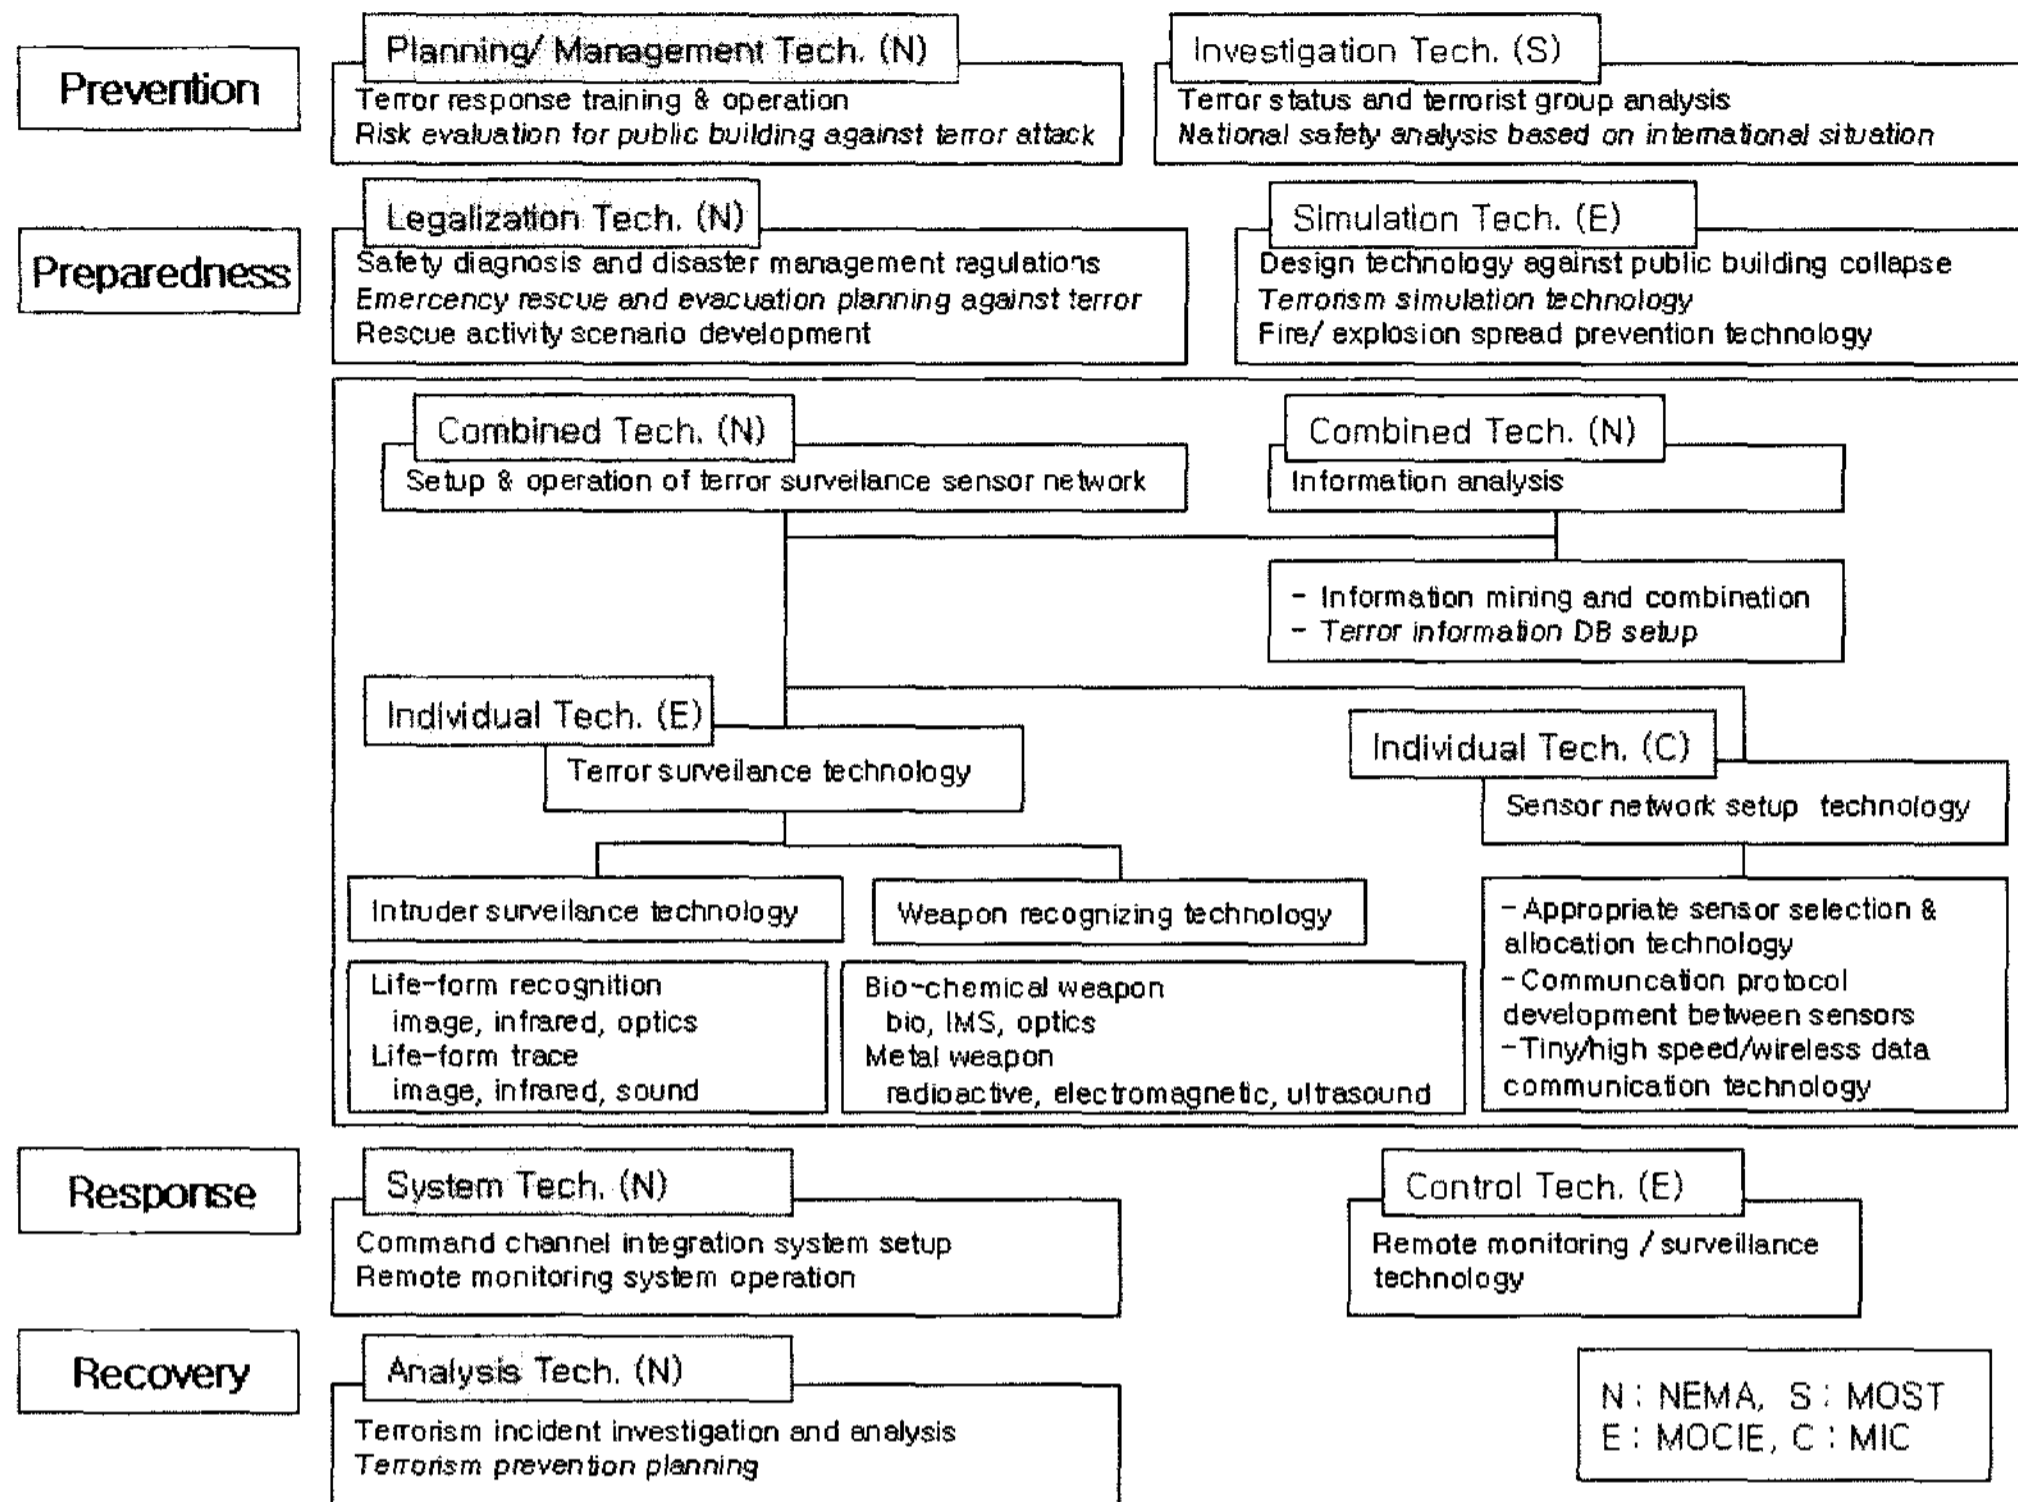 Prevention
Planning/ Management Tech. (N)
Terror response training & operation
Risk evaluation for public building against terror attack
Investigation Tech. (S)
Terror status and terrorist group analysis
National safety analysis based on international situation
Preparedness
Legalization Tech. (N)
Safety diagnosis and disaster management regulations
Emercency rescue and evacuation planning against terror
Rescue activity scenario development
Simulation Tech. (E)
Design technology against public building collapse
Terrorism simulation technology
Fire/ explosion spread prevention technology
Combined Tech. (N)
Setup & operation of terror surveilance sensor network
Combined Tech. (N)
Information analysis
- Information mining and combination
- Terror information DB setup
Individual Tech. (E)
Terror surveilance technology
Individual Tech. (C)
Sensor network setup technology
Intruder surveilance technology
Weapon recognizing technology
Life-form recognition
image, infrared, optics
Life-form trace
image, infrared, sound
Bio-chemical weapon
bio, IMS, optics
Metal weapon
radioactive, electromagnetic, ultrasound
- Appropriate sensor selection &
allocation technology
- Communcation protocol
development between sensors
- Tiny/high speed/wireless data
communication technology
Response
System Tech. (N)
Command channel integration system setup
Remote monitoring system operation
Control Tech. (E)
Remote monitoring / surveillance
technology
Recovery
Analysis Tech. (N)
Terrorism incident investigation and analysis
Terrorism prevention planning
N : NEMA, S : MOST
E : MOCIE, C : MIC